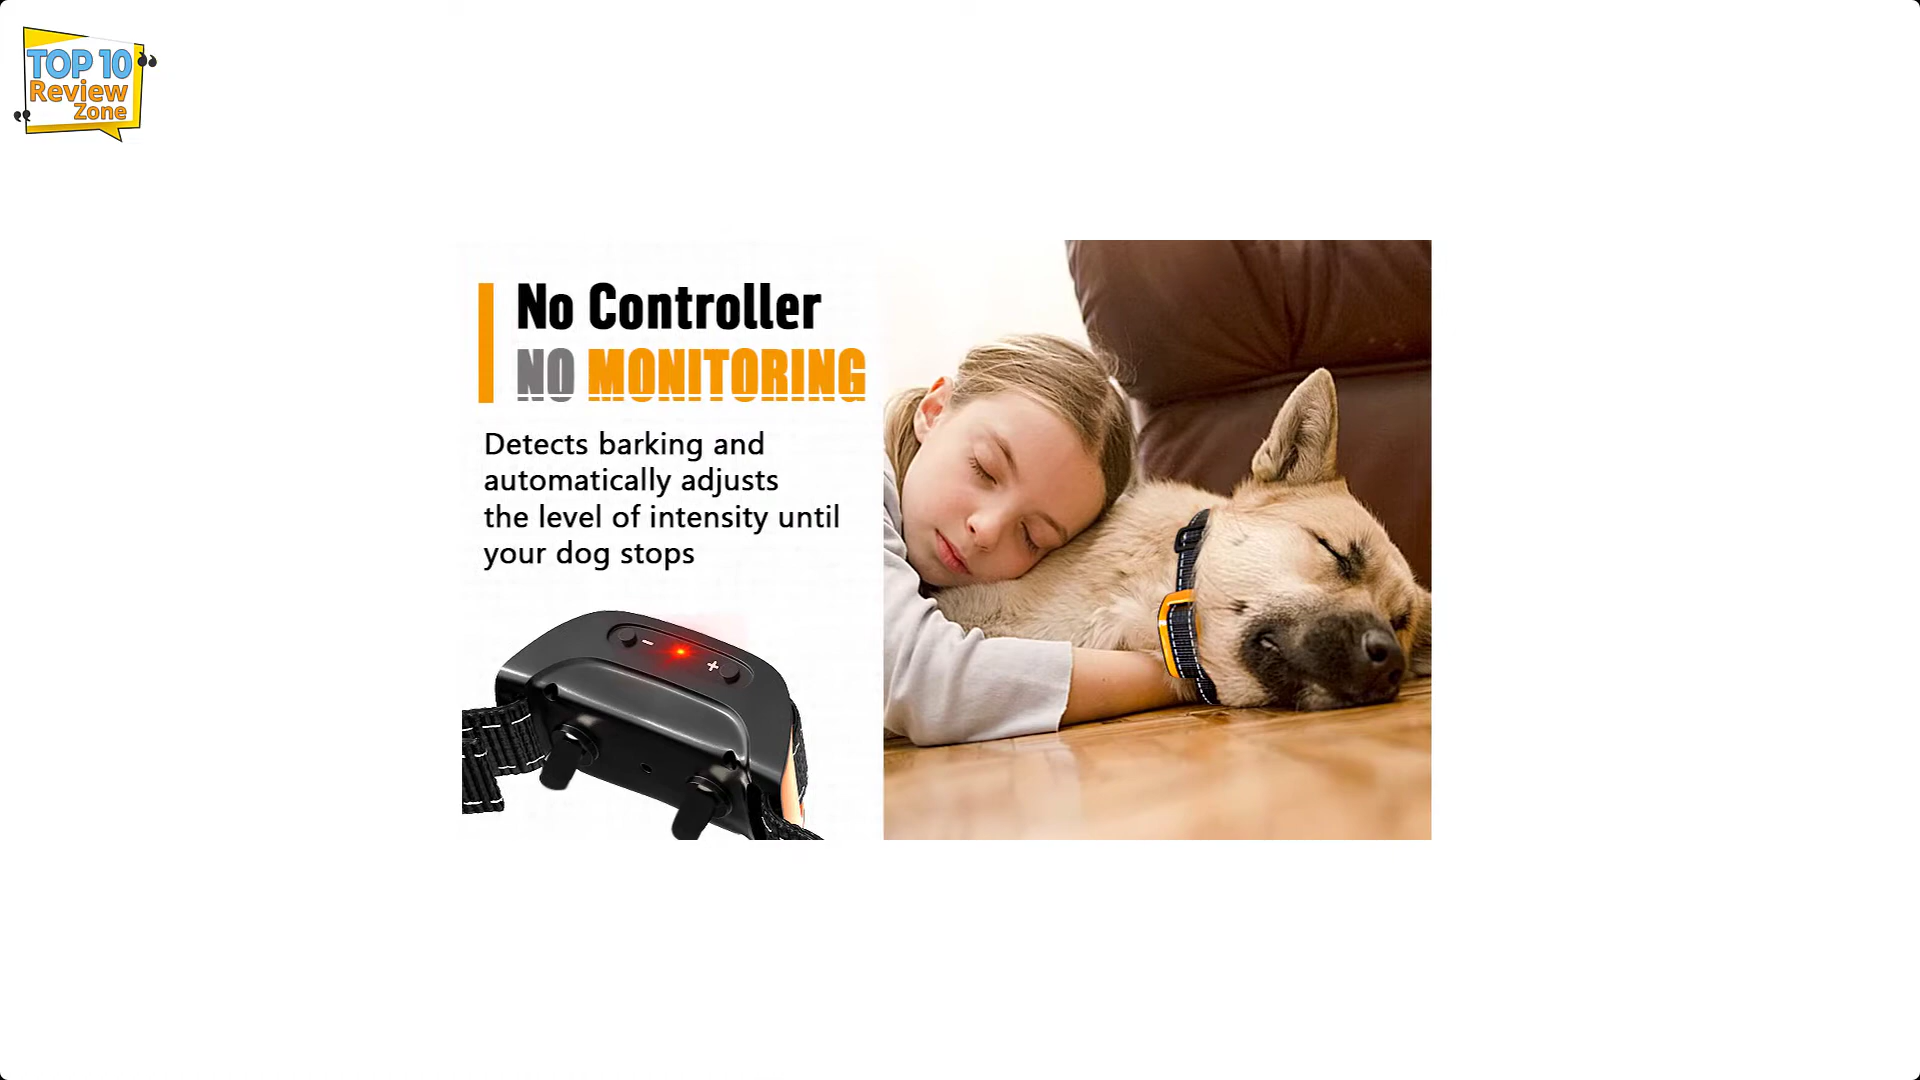 TOP 10
Review
Zone
No Controller
NO MONITORING
Detects barking and
automatically adjusts
the level of intensity until
your dog stops
- +